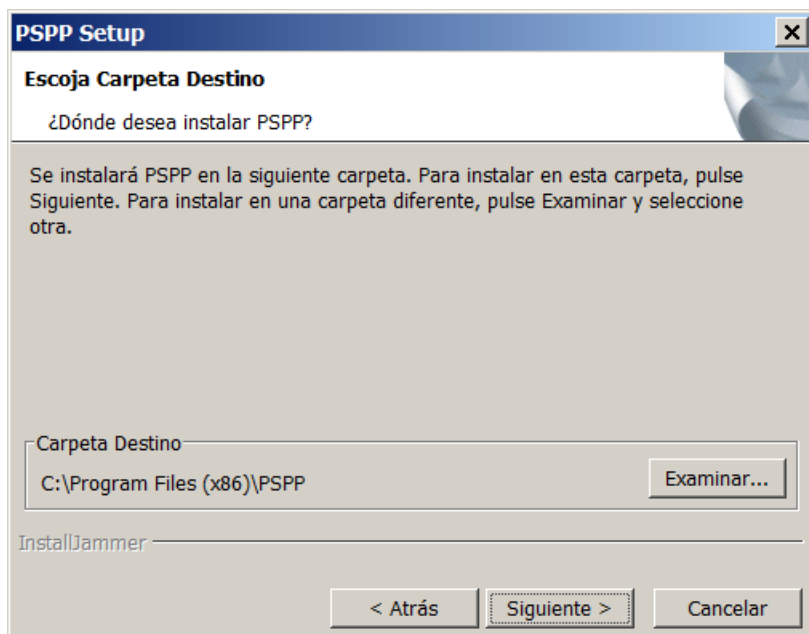 PSPP Setup
Escoja Carpeta Destino
¿Dónde desea instalar PSPP?
Se instalará PSPP en la siguiente carpeta. Para instalar en esta carpeta, pulse
Siguiente. Para instalar en una carpeta diferente, pulse Examinar y seleccione
otra.
Carpeta Destino
C:\Program Files (x86)\PSPP
Examinar...
InstallJammer
< Atrás
Siguiente >
Cancelar